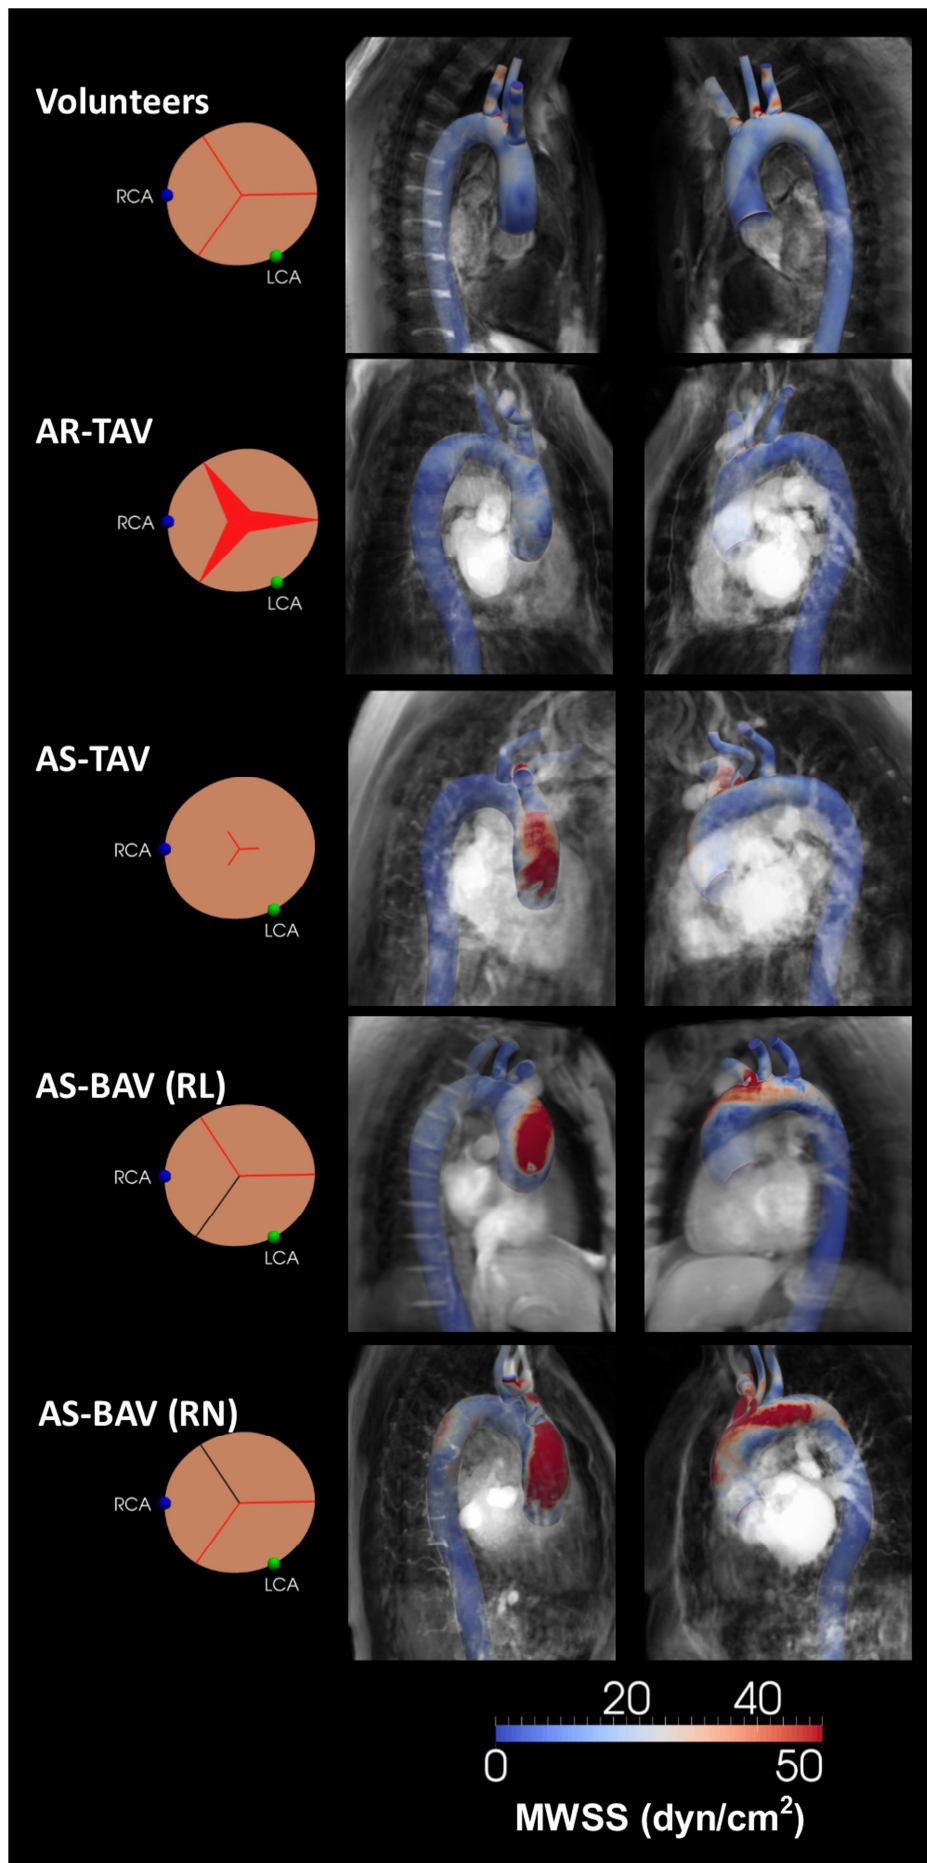 Volunteers
RCA
LCA
AR-TAV
RCA
LCA
AS-TAV
RCA
LCA
AS-BAV (RL)
RCA
LCA
AS-BAV (RN)
RCA
LCA
20 40
0 50
MWSS (dyn/cm²)